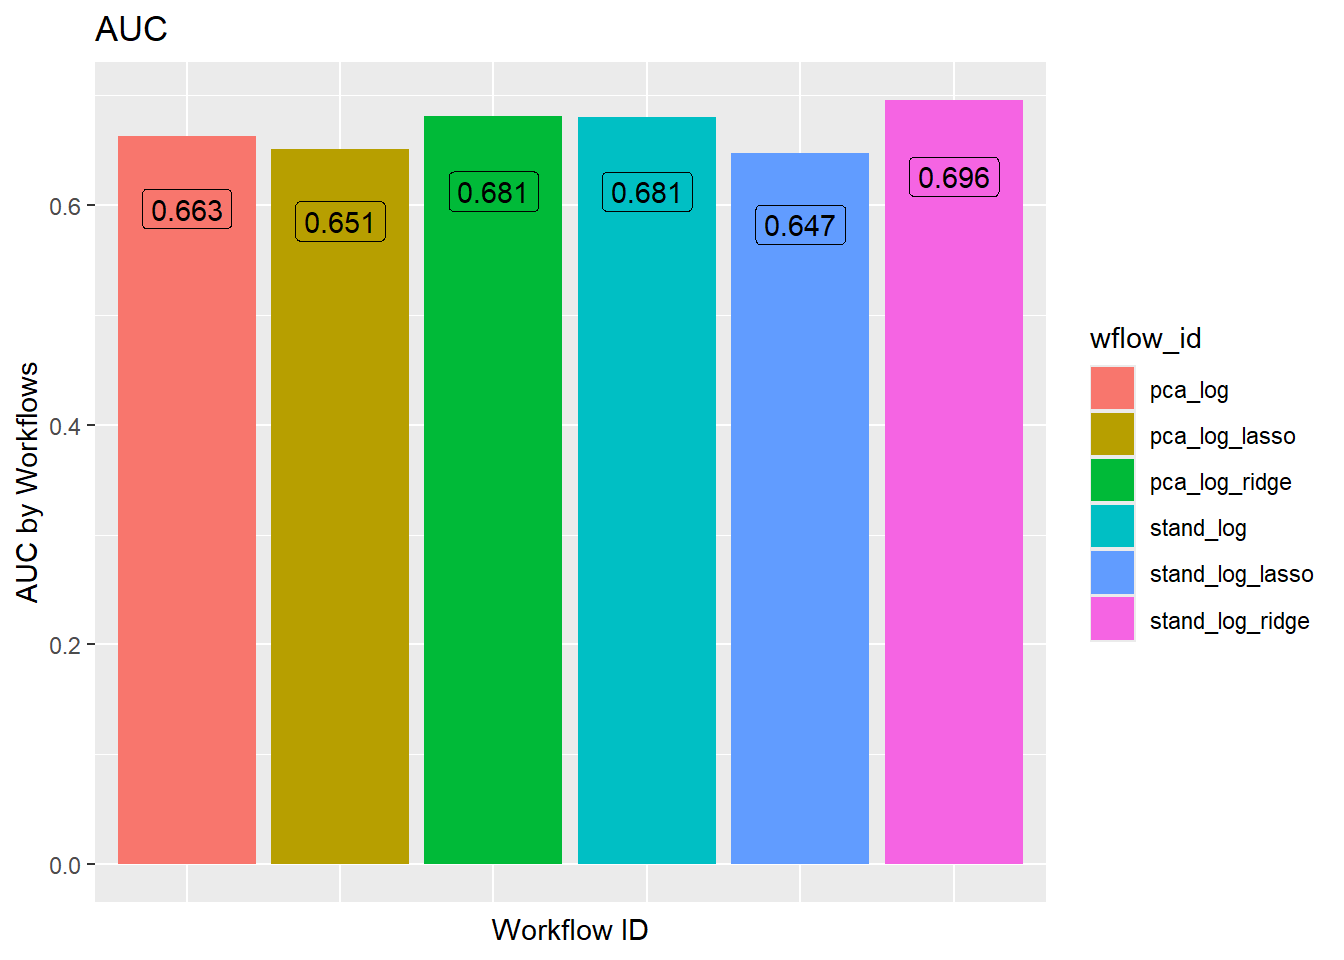 AUC
AUC by Workflows
0.6
0.4
0.2
0.0
0.663
0.651
0.681
0.681
0.647
0.696
Workflow ID
wflow_id
pca_log
pca_log_lasso
pca_log_ridge
stand_log
stand_log_lasso
stand_log_ridge